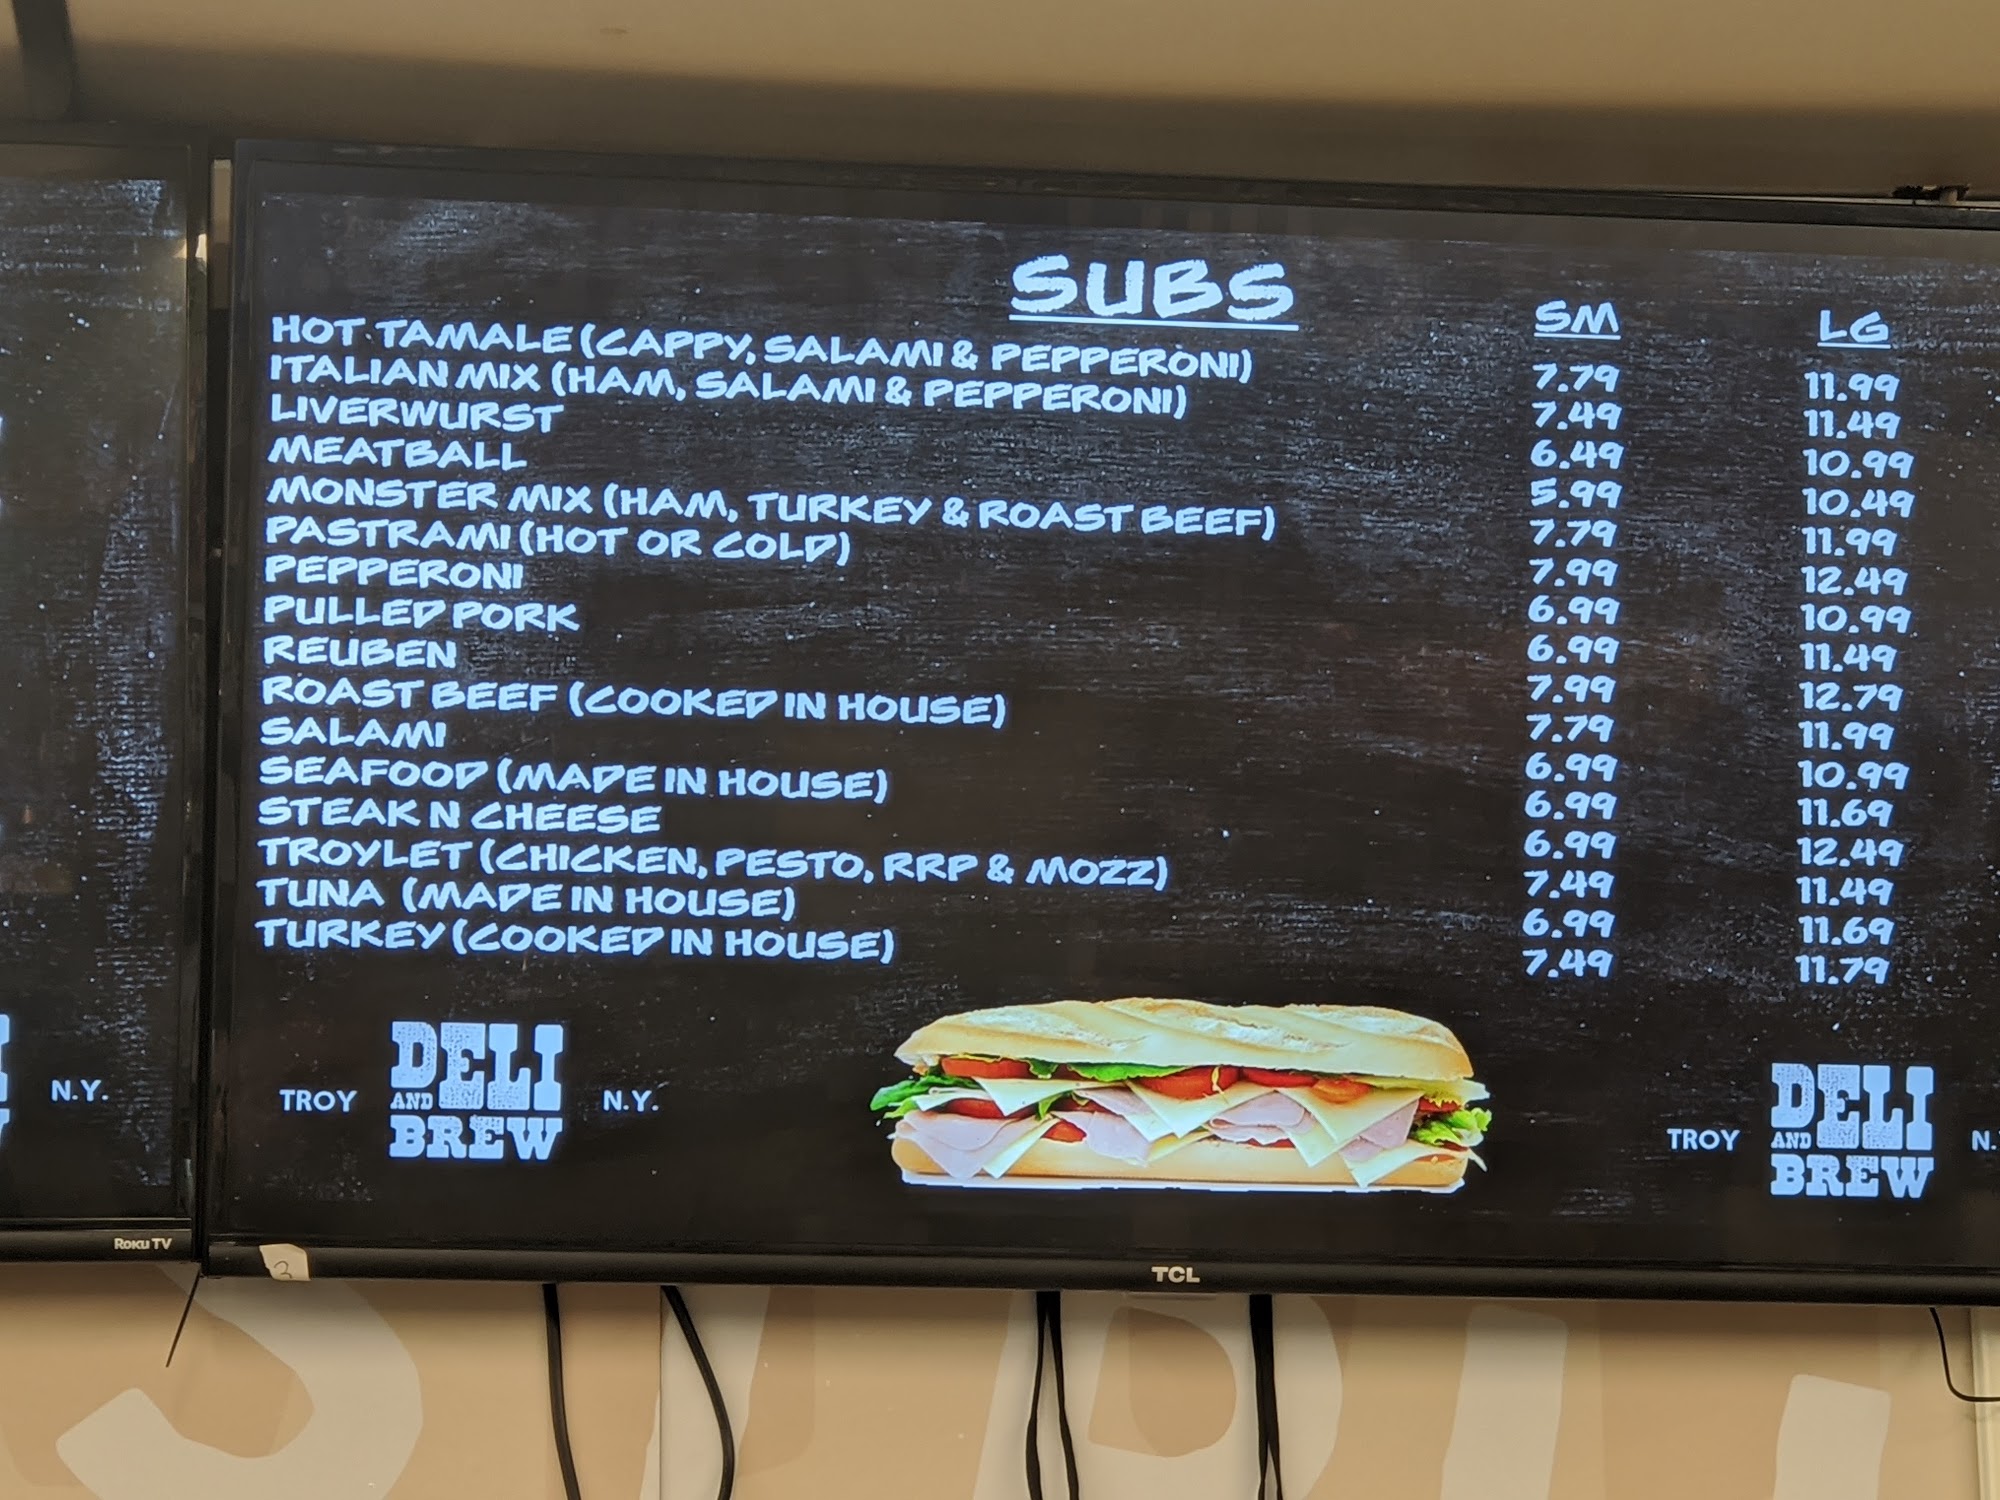 SUBS
SM LG
HOT TAMALE (CAPPY, SALAMI & PEPPERONI) 7.79 11.99
ITALIAN MIX (HAM, SALAMI & PEPPERONI) 7.49 11.49
LIVERWURST 6.49 10.99
MEATBALL 5.99 10.49
MONSTER MIX (HAM, TURKEY & ROAST BEEF) 7.79 11.99
PASTRAMI (HOT OR COLD) 7.99 12.49
PEPPERONI 6.99 10.99
PULLED PORK 6.99 11.49
REUBEN 7.99 12.79
ROAST BEEF (COOKED IN HOUSE) 7.79 11.99
SALAMI 6.99 10.99
SEAFOOD (MADE IN HOUSE) 6.99 11.69
STEAK N CHEESE 6.99 12.49
TROYLET (CHICKEN, PESTO, RRP & MOZZ) 7.49 11.49
TUNA (MADE IN HOUSE) 6.99 11.69
TURKEY (COOKED IN HOUSE) 7.49 11.79
N.Y.
TROY DELI AND BREW N.Y.
TROY DELI AND BREW N.
Roku TV
3
TCL